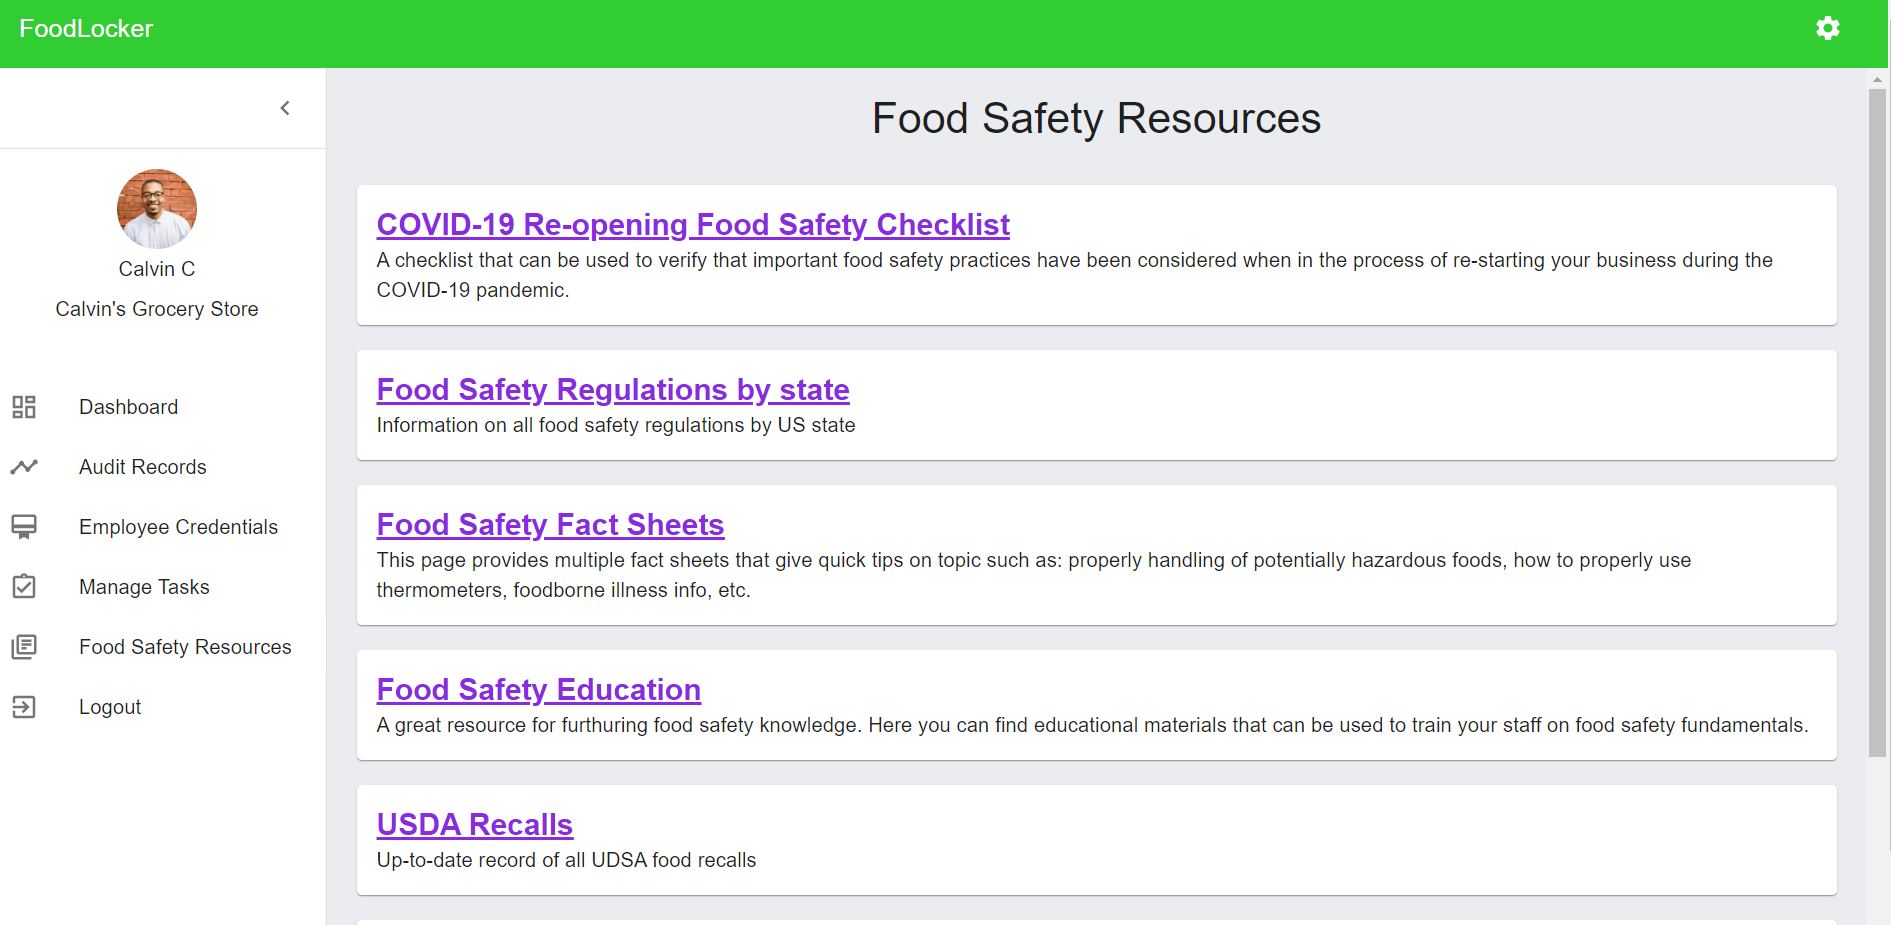 FoodLocker
Calvin C
Calvin's Grocery Store
Dashboard
Audit Records
Employee Credentials
Manage Tasks
Food Safety Resources
Logout
Food Safety Resources
COVID-19 Re-opening Food Safety Checklist
A checklist that can be used to verify that important food safety practices have been considered when in the process of re-starting your business during the
COVID-19 pandemic.
Food Safety Regulations by state
Information on all food safety regulations by US state
Food Safety Fact Sheets
This page provides multiple fact sheets that give quick tips on topic such as: properly handling of potentially hazardous foods, how to properly use
thermometers, foodborne illness info, etc.
Food Safety Education
A great resource for furthuring food safety knowledge. Here you can find educational materials that can be used to train your staff on food safety fundamentals.
USDA Recalls
Up-to-date record of all UDSA food recalls